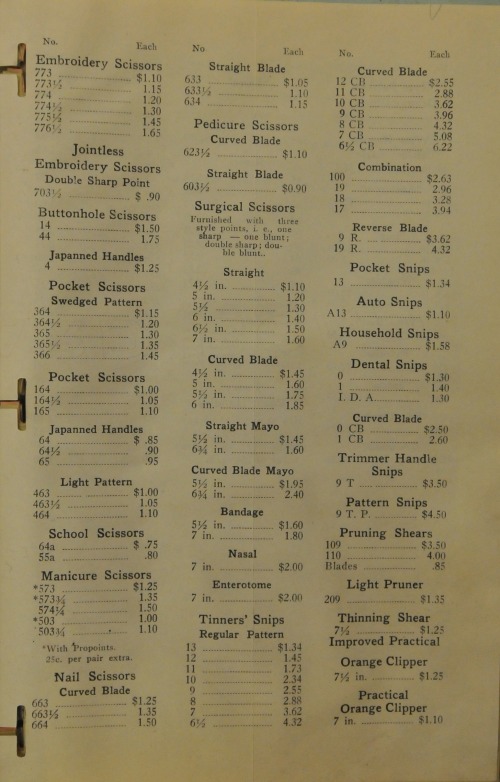 No. Each
Embroidery Scissors
773 $1.10
773½ 1.15
774 1.20
774½ 1.30
775½ 1.45
776½ 1.65
Jointless
Embroidery Scissors
Double Sharp Point
703½ $ .90
Buttonhole Scissors
14 $1.50
44 1.75
Japanned Handles
4 $1.25
Pocket Scissors
Swedged Pattern
364 $1.15
364½ 1.20
365 1.30
365½ 1.35
366 1.45
Pocket Scissors
164 $1.00
164½ 1.05
165 1.10
Japanned Handles
64 $ .85
64½ .90
65 .95
Light Pattern
463 $1.00
463½ 1.05
464 1.10
School Scissors
64a $ .75
55a .80
Manicure Scissors
*573 $1.25
*573¾ 1.35
574¼ 1.50
*503 1.00
503¾ 1.10
*With Propoints.
25c. per pair extra.
Nail Scissors
Curved Blade
663 $1.25
663½ 1.35
664 1.50
No Each
Straight Blade
633 $1.05
633½ 1.10
634 1.15
Pedicure Scissors
Curved Blade
623½ $1.10
Straight Blade
603½ $0.90
Surgical Scissors
Furnished with three
style points, i. e., one
sharp — one blunt;
double sharp; dou-
ble blunt..
Straight
4½ in. $1.10
5 in. 1.20
5½ 1.30
6 in. 1.40
6½ in. 1.50
7 in. 1.60
Curved Blade
4½ in. $1.45
5 in. 1.60
5½ in. 1.75
6 in. 1.85
Straight Mayo
5½ in. $1.45
6¾ in. 1.60
Curved Blade Mayo
5½ in. $1.95
6¾ in. 2.40
Bandage
5½ in. $1.60
7 in. 1.80
Nasal
7 in. $2.00
Enterotome
7 in. $2.00
Tinners' Snips
Regular Pattern
13 $1.34
12 1.45
11 1.73
10 2.34
9 2.55
8 2.88
7 3.62
6½ 4.32
No. Each
Curved Blade
12 CB $2.55
11 CB 2.88
10 CB 3.62
9 CB 3.96
8 CB 4.32
7 CB 5.08
6½ CB 6.22
Combination
100 $2.63
19 2.96
18 3.28
17 3.94
Reverse Blade
9 R. $3.62
19 R. 4.32
Pocket Snips
13 $1.34
Auto Snips
A13 $1.10
Household Snips
A9 $1.58
Dental Snips
0 $1.30
1 1.40
I. D. A. 1.30
Curved Blade
0 CB $2.50
1 CB 2.60
Trimmer Handle
Snips
9 T $3.50
Pattern Snips
9 T. P. $4.50
Pruning Shears
109 $3.50
110 4.00
Blades .85
Light Pruner
209 $1.35
Thinning Shear
7½ $1.25
Improved Practical
Orange Clipper
7½ in. $1.25
Practical
Orange Clipper
7 in. $1.10